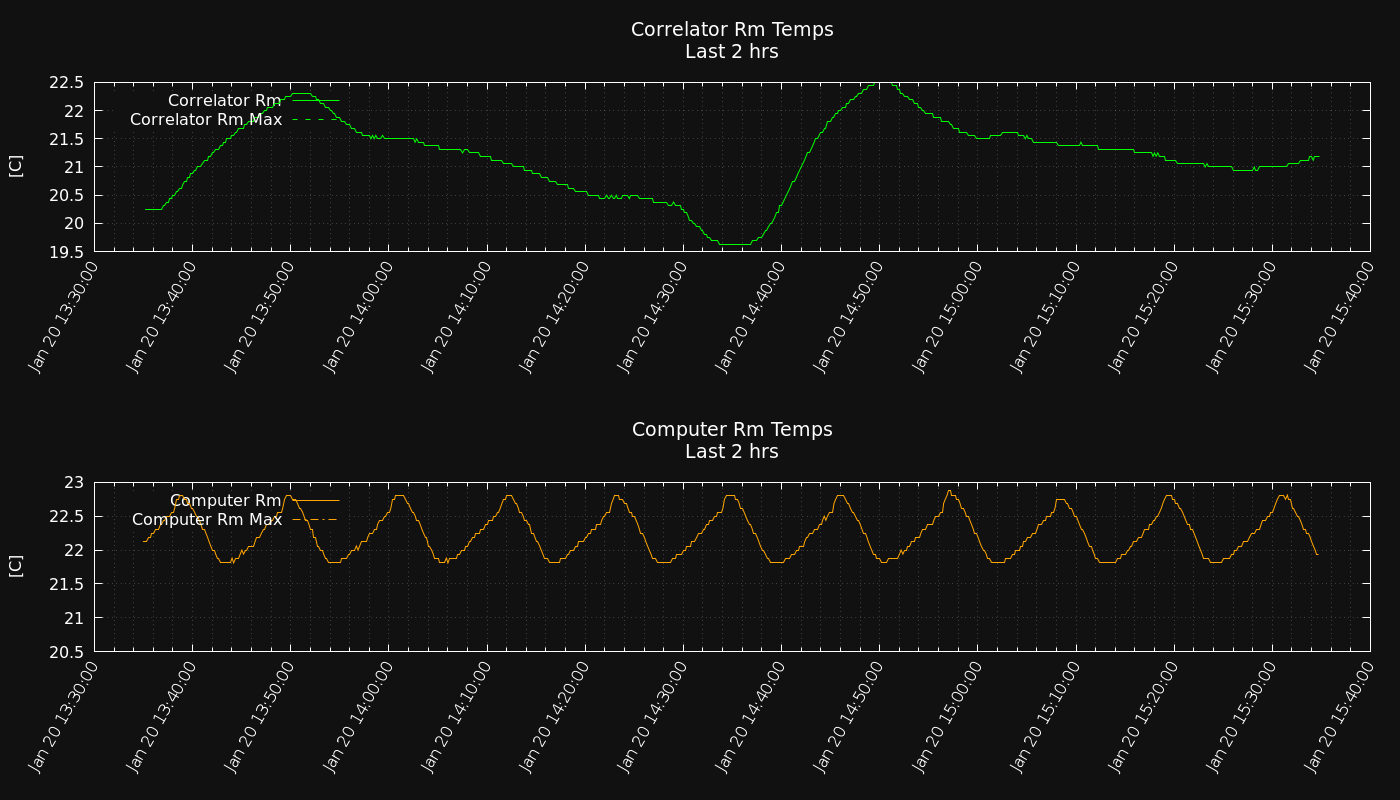 Correlator Rm Temps
Last 2 hrs
22.5
22
21.5
21
20.5
20
19.5
[C]
Correlator Rm
Correlator Rm Max
Jan 20 13:30:00
Jan 20 13:40:00
Jan 20 13:50:00
Jan 20 14:00:00
Jan 20 14:10:00
Jan 20 14:20:00
Jan 20 14:30:00
Jan 20 14:40:00
Jan 20 14:50:00
Jan 20 15:00:00
Jan 20 15:10:00
Jan 20 15:20:00
Jan 20 15:30:00
Jan 20 15:40:00
Computer Rm Temps
Last 2 hrs
23
22.5
22
21.5
21
20.5
[C]
Computer Rm
Computer Rm Max
Jan 20 13:30:00
Jan 20 13:40:00
Jan 20 13:50:00
Jan 20 14:00:00
Jan 20 14:10:00
Jan 20 14:20:00
Jan 20 14:30:00
Jan 20 14:40:00
Jan 20 14:50:00
Jan 20 15:00:00
Jan 20 15:10:00
Jan 20 15:20:00
Jan 20 15:30:00
Jan 20 15:40:00